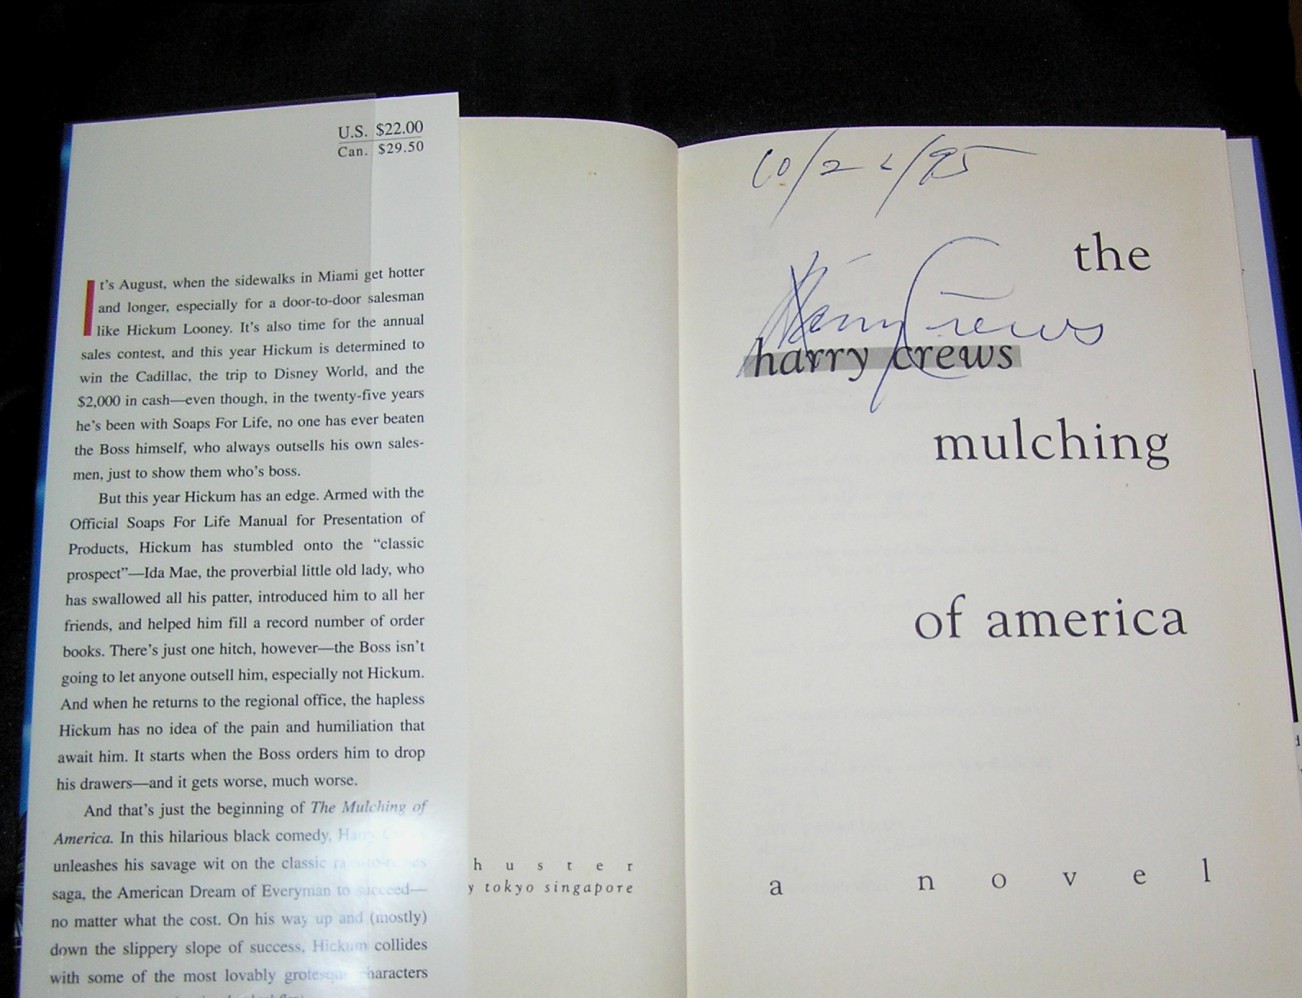 U.S. $22.00
Can. $29.50
It's August, when the sidewalks in Miami get hotter
and longer, especially for a door-to-door salesman
like Hickum Looney. It's also time for the annual
sales contest, and this year Hickum is determined to
win the Cadillac, the trip to Disney World, and the
$2,000 in cash—even though, in the twenty-five years
he's been with Soaps For Life, no one has ever beaten
the Boss himself, who always outsells his own sales-
men, just to show them who's boss.
But this year Hickum has an edge. Armed with the
Official Soaps For Life Manual for Presentation of
Products, Hickum has stumbled onto the “classic
prospect”—Ida Mae, the proverbial little old lady, who
has swallowed all his patter, introduced him to all her
friends, and helped him fill a record number of order
books. There's just one hitch, however—the Boss isn't
going to let anyone outsell him, especially not Hickum.
And when he returns to the regional office, the hapless
Hickum has no idea of the pain and humiliation that
await him. It starts when the Boss orders him to drop
his drawers—and it gets worse, much worse.
And that's just the beginning of The Mulching of
America. In this hilarious black comedy,
unleashes his savage wit on the classic
saga, the American Dream of Everyman to succeed—
no matter what the cost. On his way up and (mostly)
down the slippery slope of success, Hickum collides
with some of the most lovably grotesque characters
huster
y tokyo singapore
10/2 /95
the
Harry Crews
harry crews
mulching
of america
a novel